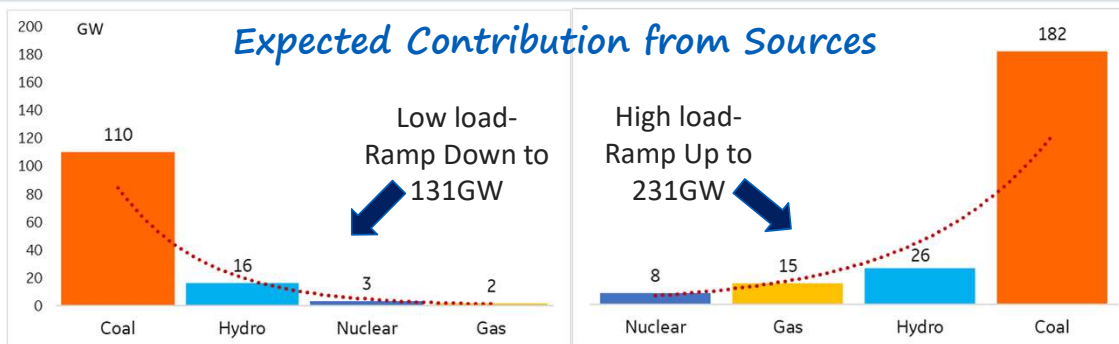 Expected Contribution from Sources
GW
200
180
160
140
120
100
80
60
40
20
0
110
16
3
2
Low load-
Ramp Down to
131GW
Coal Hydro Nuclear Gas
High load-
Ramp Up to
231GW
8
15
26
182
Nuclear Gas Hydro Coal